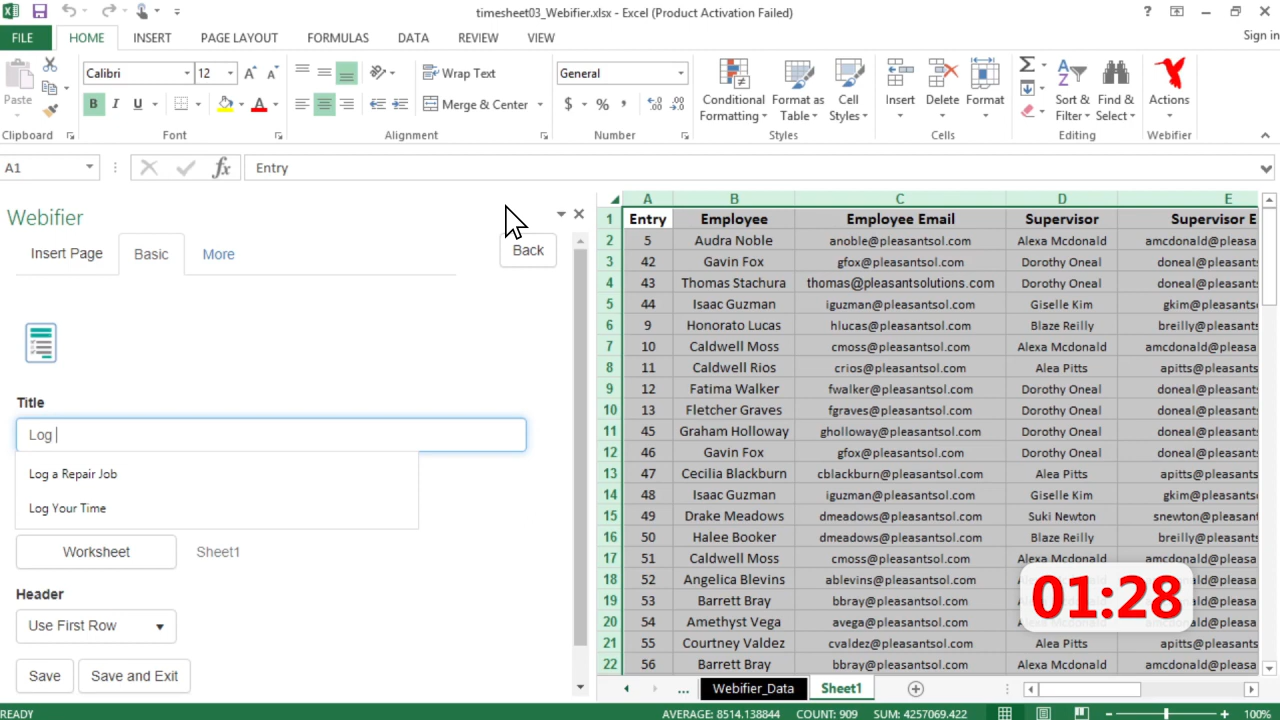 timesheet03_Webifier.xlsx - Excel (Product Activation Failed)
FILE HOME INSERT PAGE LAYOUT FORMULAS DATA REVIEW VIEW Sign in
Paste
Calibri 12
B I U
Wrap Text
Merge & Center
General
$ % ,
Conditional Formatting
Format as Table
Cell Styles
Insert
Delete
Format
Sort & Filter
Find & Select
Actions
Clipboard Font Alignment Number Styles Cells Editing Webifier
A1 fx Entry
Webifier
Back
Insert Page Basic More
Title
Log
Log a Repair Job
Log Your Time
Worksheet Sheet1
Header
Use First Row
Save Save and Exit
A B C D E
1 Entry Employee Employee Email Supervisor Supervisor E
2 5 Audra Noble anoble@pleasantsol.com Alexa Mcdonald amcdonald@pleasa
3 42 Gavin Fox gfox@pleasantsol.com Dorothy Oneal doneal@pleasants
4 43 Thomas Stachura thomas@pleasantsolutions.com Dorothy Oneal doneal@pleasants
5 44 Isaac Guzman iguzman@pleasantsol.com Giselle Kim gkim@pleasants
6 9 Honorato Lucas hlucas@pleasantsol.com Blaze Reilly breilly@pleasants
7 10 Caldwell Moss cmoss@pleasantsol.com Alexa Mcdonald amcdonald@pleasa
8 11 Caldwell Rios crios@pleasantsol.com Alea Pitts apitts@pleasants
9 12 Fatima Walker fwalker@pleasantsol.com Dorothy Oneal doneal@pleasants
10 13 Fletcher Graves fgraves@pleasantsol.com Dorothy Oneal doneal@pleasants
11 45 Graham Holloway gholloway@pleasantsol.com Dorothy Oneal doneal@pleasants
12 46 Gavin Fox gfox@pleasantsol.com Dorothy Oneal doneal@pleasants
13 47 Cecilia Blackburn cblackburn@pleasantsol.com Alea Pitts apitts@pleasants
14 48 Isaac Guzman iguzman@pleasantsol.com Giselle Kim gkim@pleasants
15 49 Drake Meadows dmeadows@pleasantsol.com Suki Newton snewton@pleasants
16 50 Halee Booker dmeadows@pleasantsol.com Blaze Reilly breilly@pleasants
17 51 Caldwell Moss cmoss@pleasantsol.com Alexa Mcdonald amcdonald@pleasa
18 52 Angelica Blevins ablevins@pleasantsol.com
19 53 Barrett Bray bbray@pleasantsol.com
20 54 Amethyst Vega avega@pleasantsol.com
21 55 Courtney Valdez cvaldez@pleasantsol.com Alea Pitts apitts@pleasants
22 56 Barrett Bray bbray@pleasantsol.com Alexa Mcdonald amcdonald@pleasa
01:28
... Webifier_Data Sheet1
READY AVERAGE: 8514.138844 COUNT: 909 SUM: 4257069.422 100%